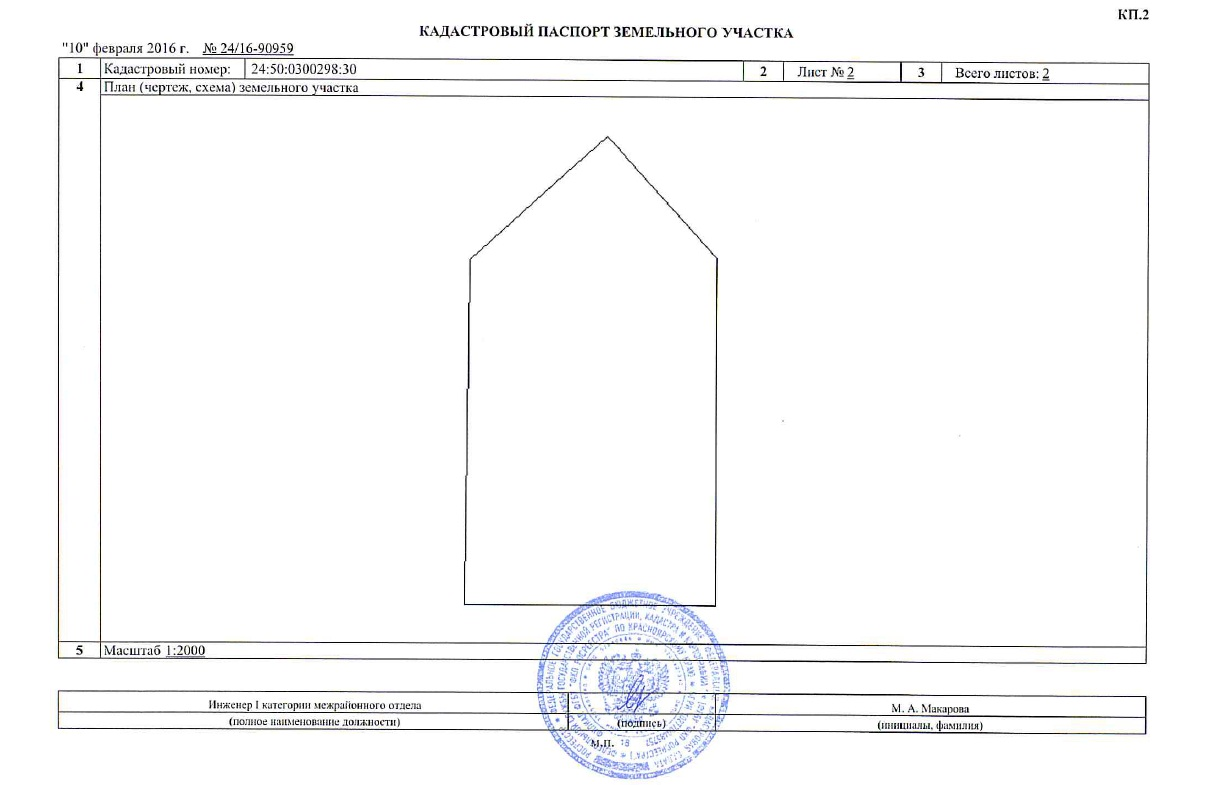 КП.2
КАДАСТРОВЫЙ ПАСПОРТ ЗЕМЕЛЬНОГО УЧАСТКА
"10" февраля 2016 г. № 24/16-90959
1 Кадастровый номер: 24:50:0300298:30 2 Лист № 2 3 Всего листов: 2
4 План (чертеж, схема) земельного участка
5 Масштаб 1:2000
Инженер I категории межрайонного отдела М. А. Макарова
(полное наименование должности) (подпись) (инициалы, фамилия)
М.П.